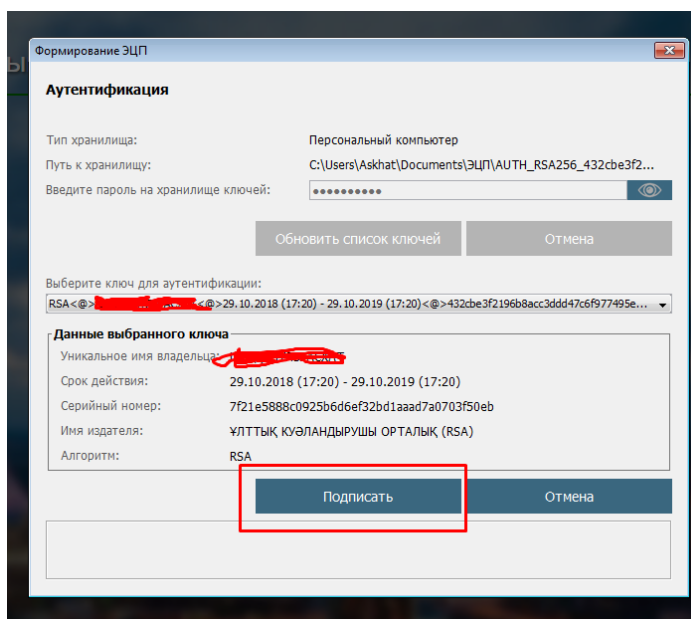 Ы
Формирование ЭЦП
Аутентификация
Тип хранилища: Персональный компьютер
Путь к хранилищу: C:\Users\Askhat\Documents\ЭЦП\AUTH_RSA256_432cbe3f2...
Введите пароль на хранилище ключей: ••••••••••
Обновить список ключей Отмена
Выберите ключ для аутентификации:
RSA<@> <@>29.10.2018 (17:20) - 29.10.2019 (17:20)<@>432cbe3f2196b8acc3ddd47c6f977495e...
Данные выбранного ключа
Уникальное имя владельца:
Срок действия: 29.10.2018 (17:20) - 29.10.2019 (17:20)
Серийный номер: 7f21e5888c0925b6d6ef32bd1aaad7a0703f50eb
Имя издателя: ҰЛТТЫҚ КУӘЛАНДЫРУШЫ ОРТАЛЫҚ (RSA)
Алгоритм: RSA
Подписать Отмена